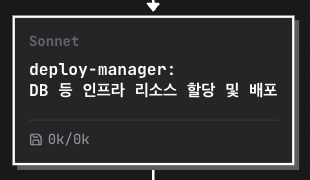 Sonnet
deploy-manager:
DB 등 인프라 리소스 할당 및 배포
0k/0k